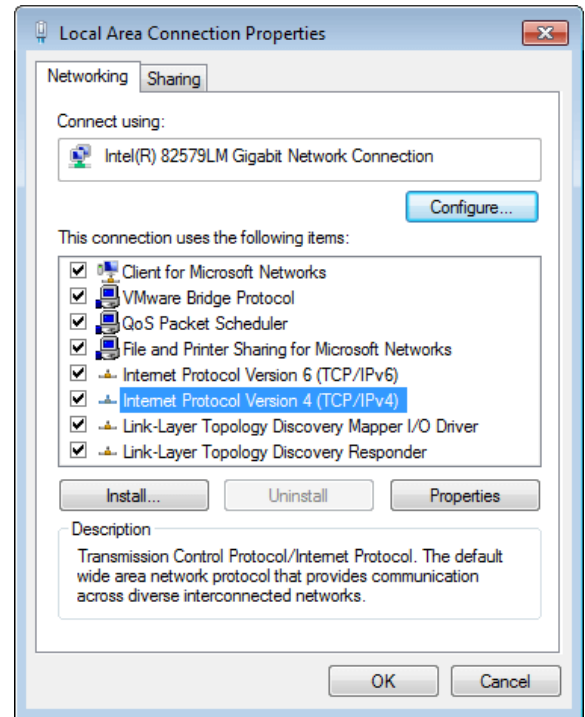 Local Area Connection Properties
Networking
Sharing
Connect using:
Intel(R) 82579LM Gigabit Network Connection
Configure...
This connection uses the following items:
Client for Microsoft Networks
VMware Bridge Protocol
QoS Packet Scheduler
File and Printer Sharing for Microsoft Networks
Internet Protocol Version 6 (TCP/IPv6)
Internet Protocol Version 4 (TCP/IPv4)
Link-Layer Topology Discovery Mapper I/O Driver
Link-Layer Topology Discovery Responder
Install...
Uninstall
Properties
Description
Transmission Control Protocol/Internet Protocol. The default
wide area network protocol that provides communication
across diverse interconnected networks.
OK
Cancel